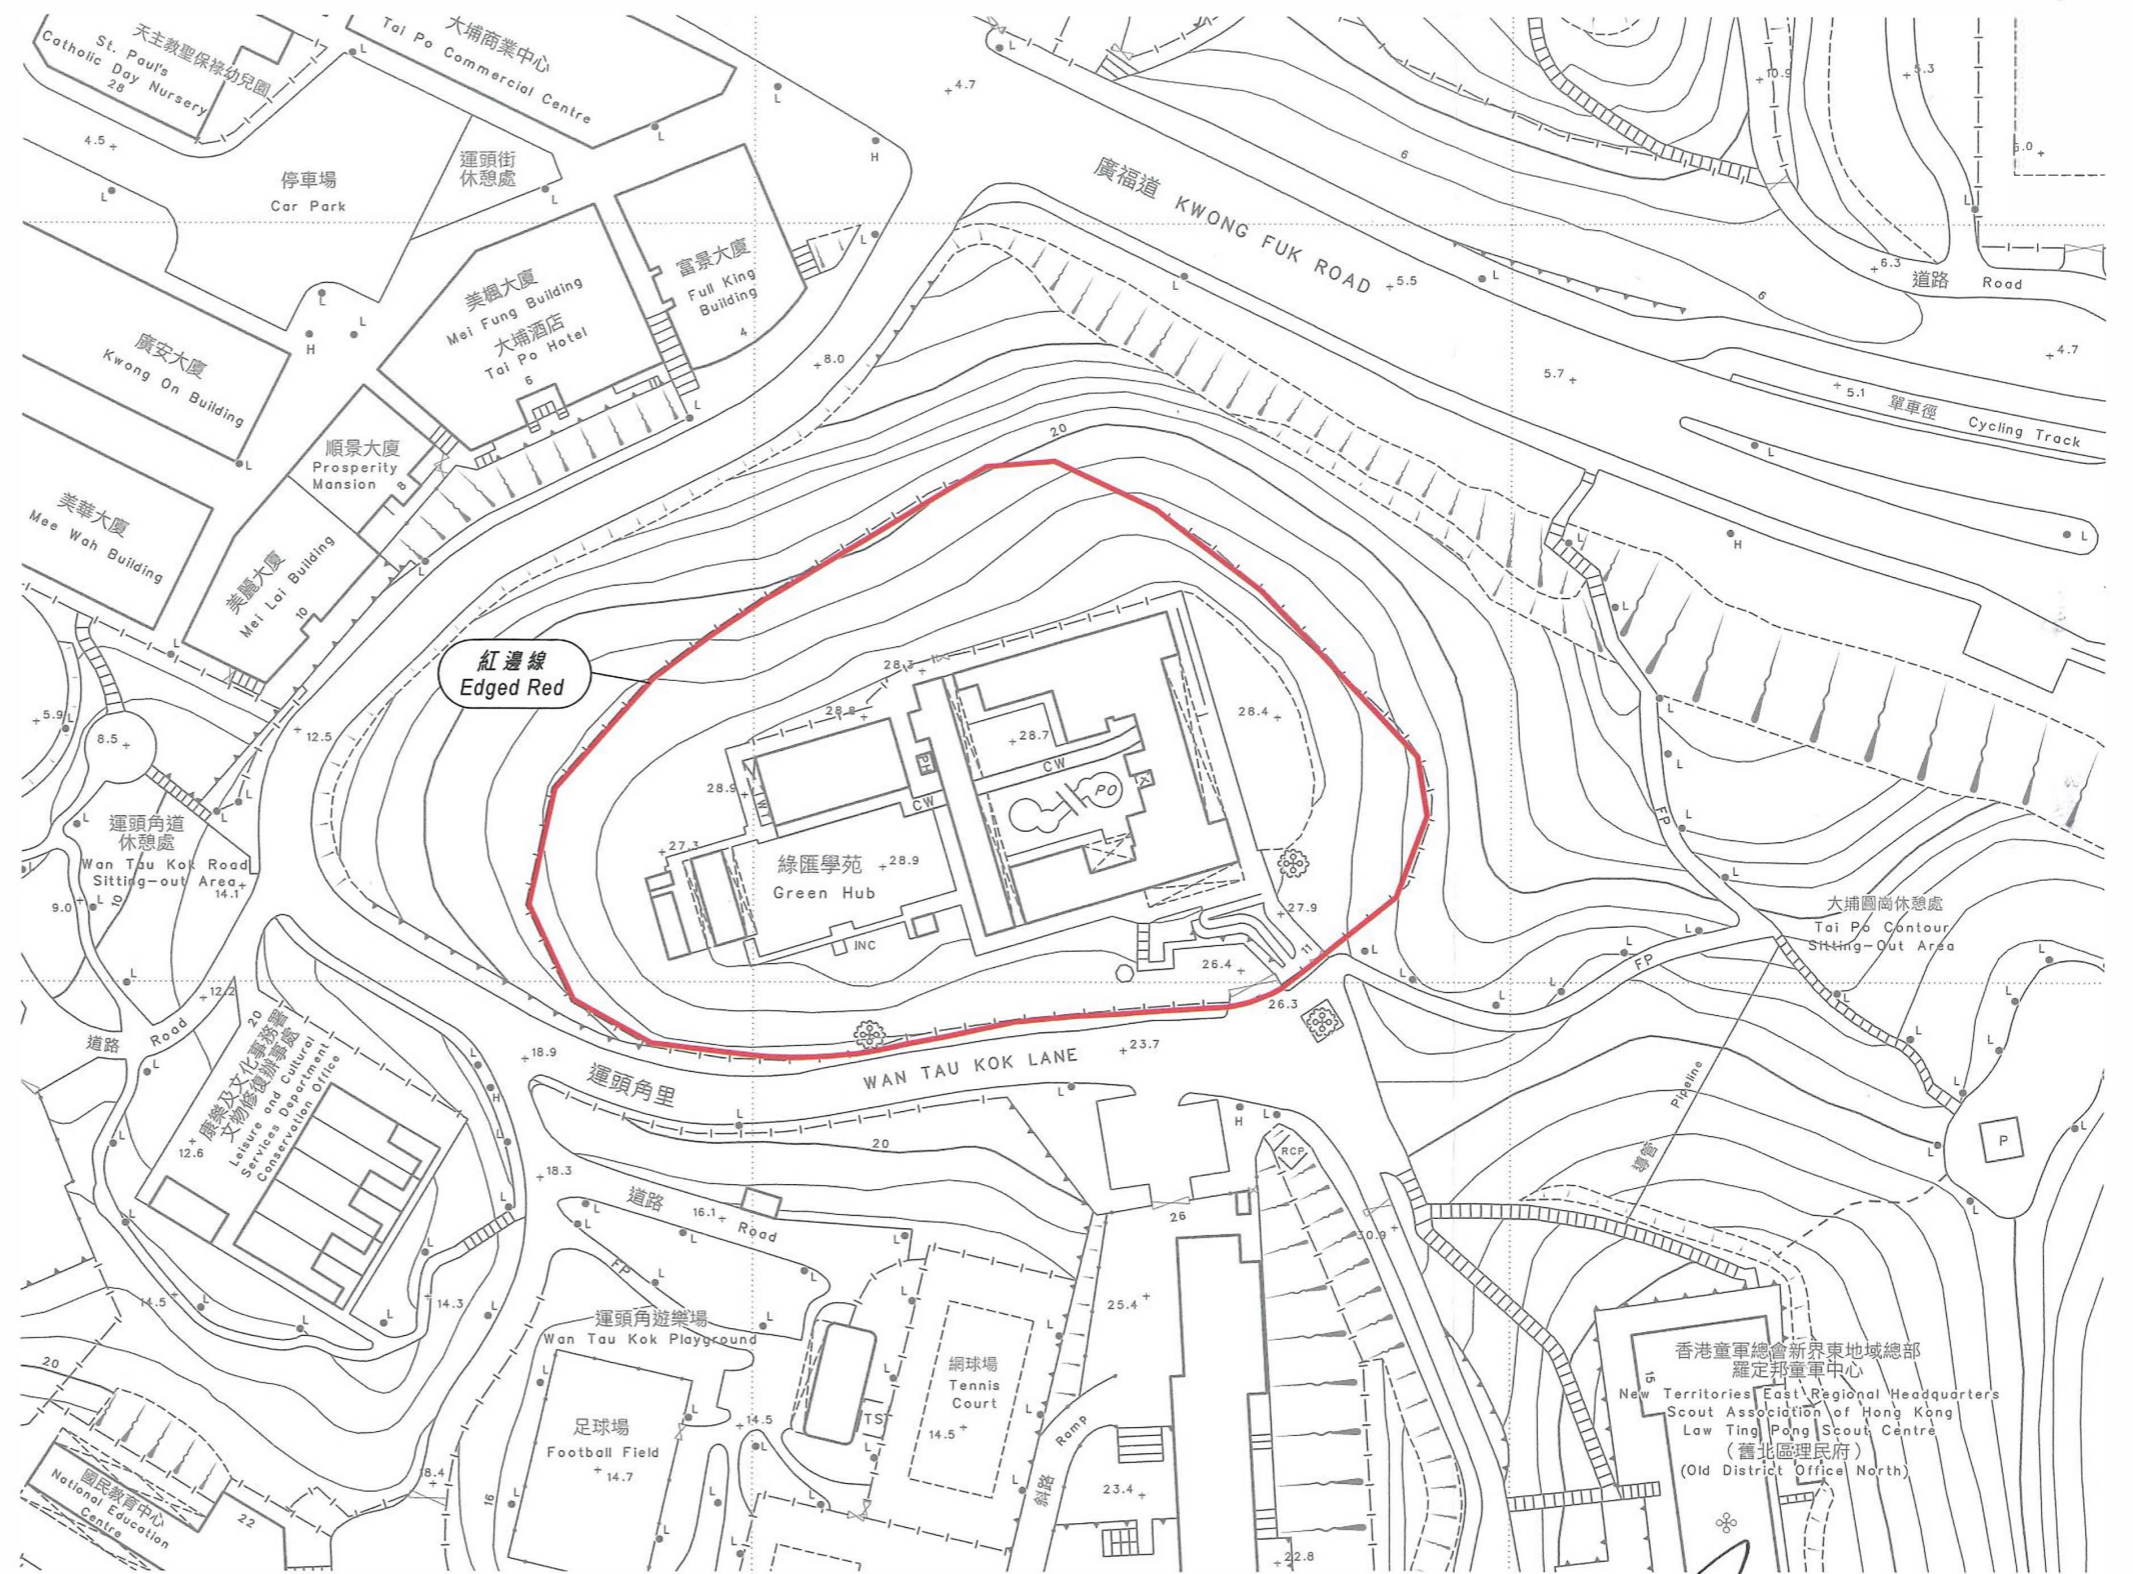 天主教聖保祿幼兒園
St. Paul's
Catholic Day Nursery
28
大埔商業中心
Tai Po Commercial Centre
L
L
L
L
H
4.7
10.9
5.3
6.0
6
4.5
L
停車場
Car Park
運頭街
休憩處
L
廣福道 KWONG FUK ROAD
5.5
L
L
L
6.3
道路 Road
6
4.7
美楓大廈
Mei Fung Building
大埔酒店
Tai Po Hotel
6
富景大廈
Full King
Building
4
L
L
H
L
8.0
廣安大廈
Kwong On Building
L
5.7
5.1
單車徑 Cycling Track
L
L
H
順景大廈
Prosperity
Mansion
8
L
L
美華大廈
Mee Wah Building
美麗大廈
Mei Lai Building
10
L
20
紅邊線
Edged Red
28.3
28.8
28.7
28.4
28.9
27.3
28.9
PH
CW
CW
PO
綠匯學苑
Green Hub
INC
27.9
11
26.4
26.3
5.9
L
8.5
12.5
L
L
L
運頭角道
休憩處
Wan Tau Kok Road
Sitting-out Area
14.1
9.0
10
L
L
12.2
道路 Road
L
FP
L
L
L
L
大埔圓崗休憩處
Tai Po Contour
Sitting-Out Area
FP
L
L
L
L
L
L
18.9
運頭角里
WAN TAU KOK LANE
23.7
20
康樂及文化事務署
文物修復辦事處
Leisure and Cultural
Services Department
Conservation Office
12.6
L
H
L
L
L
20
18.3
道路 Road
16.1
L
L
H
L
RCP
26
30.9
導管 Pipeline
P
L
L
L
14.5
14.3
L
L
L
FP
運頭角遊樂場
Wan Tau Kok Playground
足球場
Football Field
14.7
14.5
TS
網球場
Tennis
Court
14.5
25.4
斜路 Ramp
23.4
22.8
15
香港童軍總會新界東地域總部
羅定邦童軍中心
New Territories East Regional Headquarters
Scout Association of Hong Kong
Law Ting Pong Scout Centre
(舊北區理民府)
(Old District Office North)
20
國民教育中心
National Education
Centre
22
18.4
16